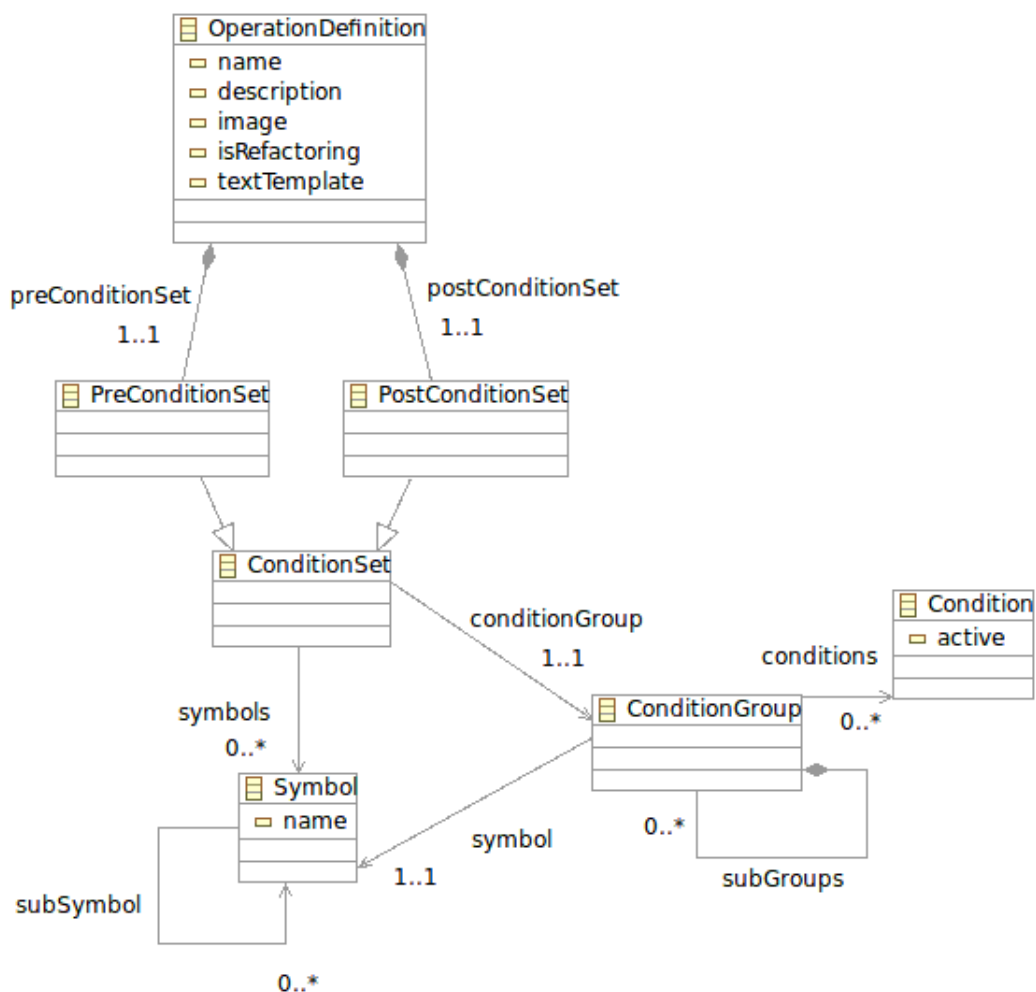 OperationDefinition
name
description
image
isRefactoring
textTemplate
preConditionSet
1..1
postConditionSet
1..1
PreConditionSet
PostConditionSet
ConditionSet
conditionGroup
1..1
Condition
active
conditions
0..*
ConditionGroup
symbols
0..*
Symbol
name
symbol
1..1
0..*
subGroups
subSymbol
0..*